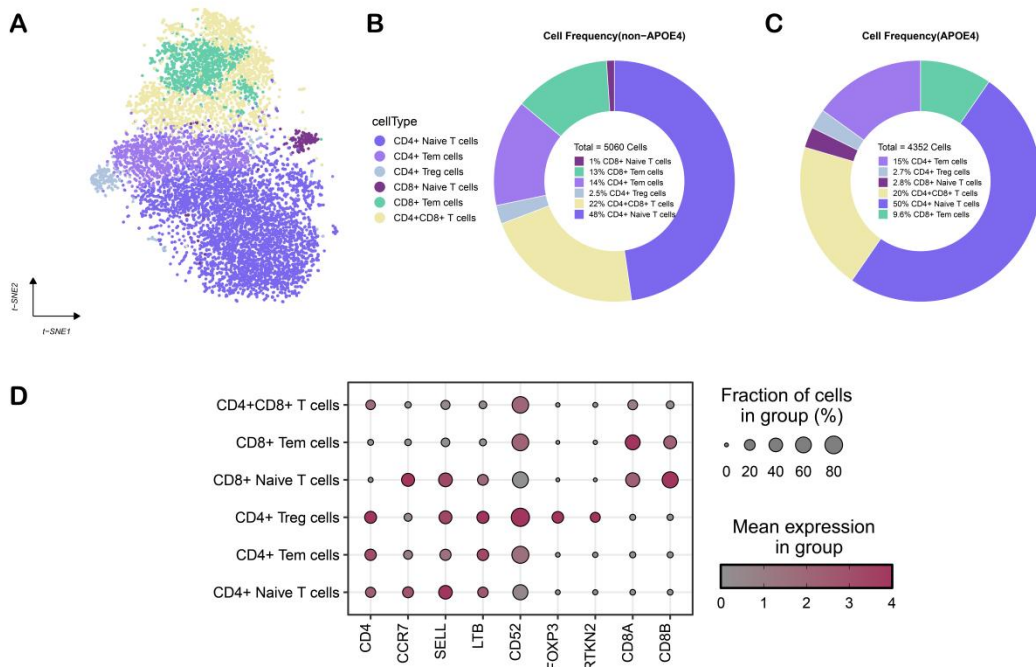 A
B
C
Cell Frequency(non−APOE4)
Cell Frequency(APOE4)
cellType
CD4+ Naive T cells
CD4+ Tem cells
CD4+ Treg cells
CD8+ Naive T cells
CD8+ Tem cells
CD4+CD8+ T cells
t−SNE2
t−SNE1
Total = 5060 Cells
1% CD8+ Naive T cells
13% CD8+ Tem cells
14% CD4+ Tem cells
2.5% CD4+ Treg cells
22% CD4+CD8+ T cells
48% CD4+ Naive T cells
Total = 4352 Cells
15% CD4+ Tem cells
2.7% CD4+ Treg cells
2.8% CD8+ Naive T cells
20% CD4+CD8+ T cells
50% CD4+ Naive T cells
9.6% CD8+ Tem cells
D
CD4+CD8+ T cells
CD8+ Tem cells
CD8+ Naive T cells
CD4+ Treg cells
CD4+ Tem cells
CD4+ Naive T cells
CD4
CCR7
SELL
LTB
CD52
FOXP3
RTKN2
CD8A
CD8B
Fraction of cells
in group (%)
0 20 40 60 80
Mean expression
in group
0 1 2 3 4